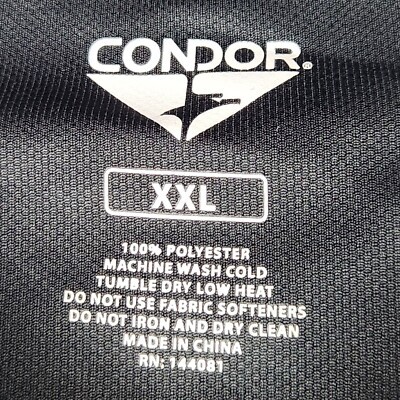 CONDOR®
XXL
100% POLYESTER
MACHINE WASH COLD
TUMBLE DRY LOW HEAT
DO NOT USE FABRIC SOFTENERS
DO NOT IRON AND DRY CLEAN
MADE IN CHINA
RN: 144081